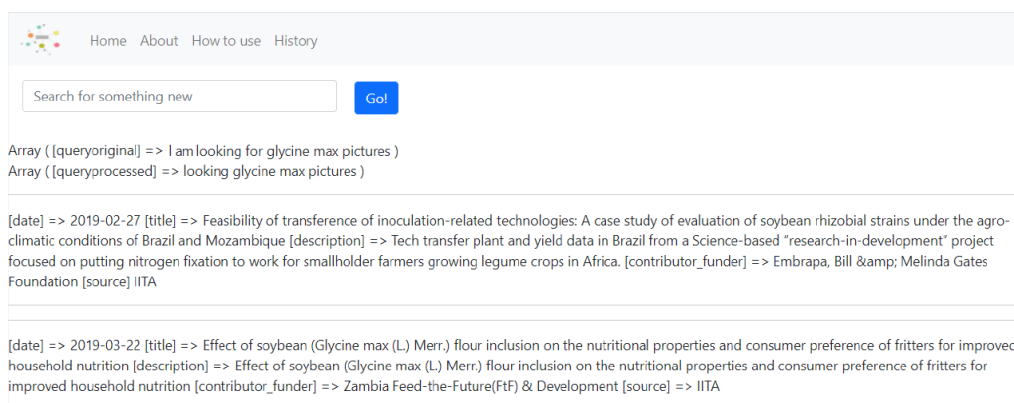 Home About How to use History
Search for something new Go!
Array ( [queryoriginal] => I am looking for glycine max pictures )
Array ( [queryprocessed] => looking glycine max pictures )
[date] => 2019-02-27 [title] => Feasibility of transference of inoculation-related technologies: A case study of evaluation of soybean rhizobial strains under the agro-
climatic conditions of Brazil and Mozambique [description] => Tech transfer plant and yield data in Brazil from a Science-based "research-in-development" project
focused on putting nitrogen fixation to work for smallholder farmers growing legume crops in Africa. [contributor_funder] => Embrapa, Bill &amp; Melinda Gates
Foundation [source] IITA
[date] => 2019-03-22 [title] => Effect of soybean (Glycine max (L.) Merr.) flour inclusion on the nutritional properties and consumer preference of fritters for improved
household nutrition [description] => Effect of soybean (Glycine max (L.) Merr.) flour inclusion on the nutritional properties and consumer preference of fritters for
improved household nutrition [contributor_funder] => Zambia Feed-the-Future(FtF) & Development [source] => IITA